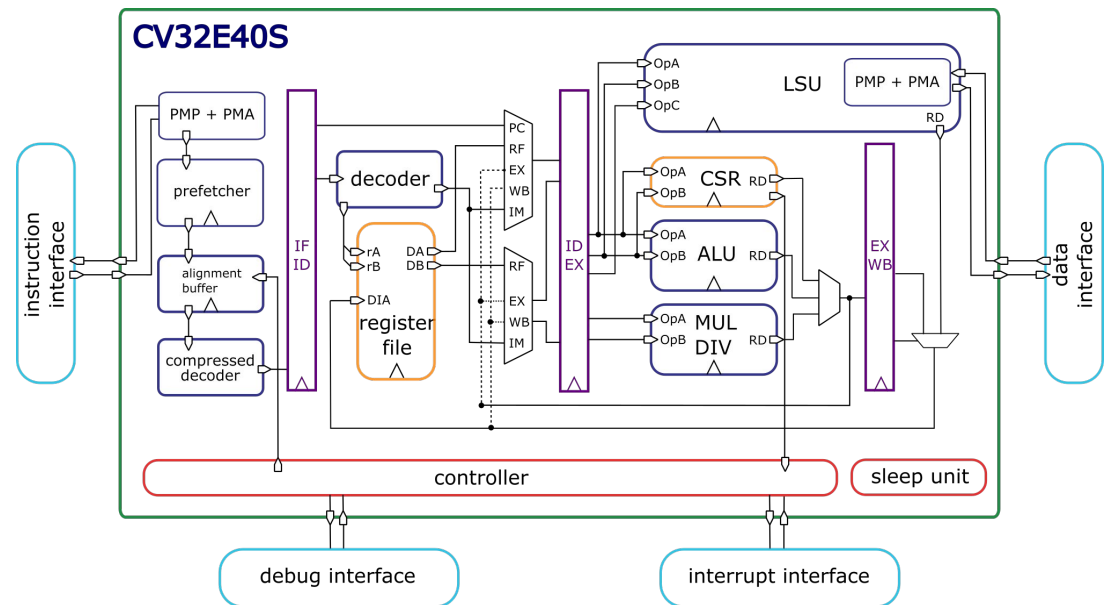 CV32E40S
instruction
interface
PMP + PMA
prefetcher
alignment
buffer
compressed
decoder
IF
ID
decoder
rA
rB
DIA
DA
DB
register
file
PC
RF
EX
WB
IM
RF
EX
WB
IM
ID
EX
OpA
OpB
OpC
LSU
PMP + PMA
RD
OpA
OpB
CSR
RD
OpA
OpB
ALU
RD
OpA
OpB
MUL
DIV
RD
EX
WB
data
interface
controller
sleep unit
debug interface
interrupt interface